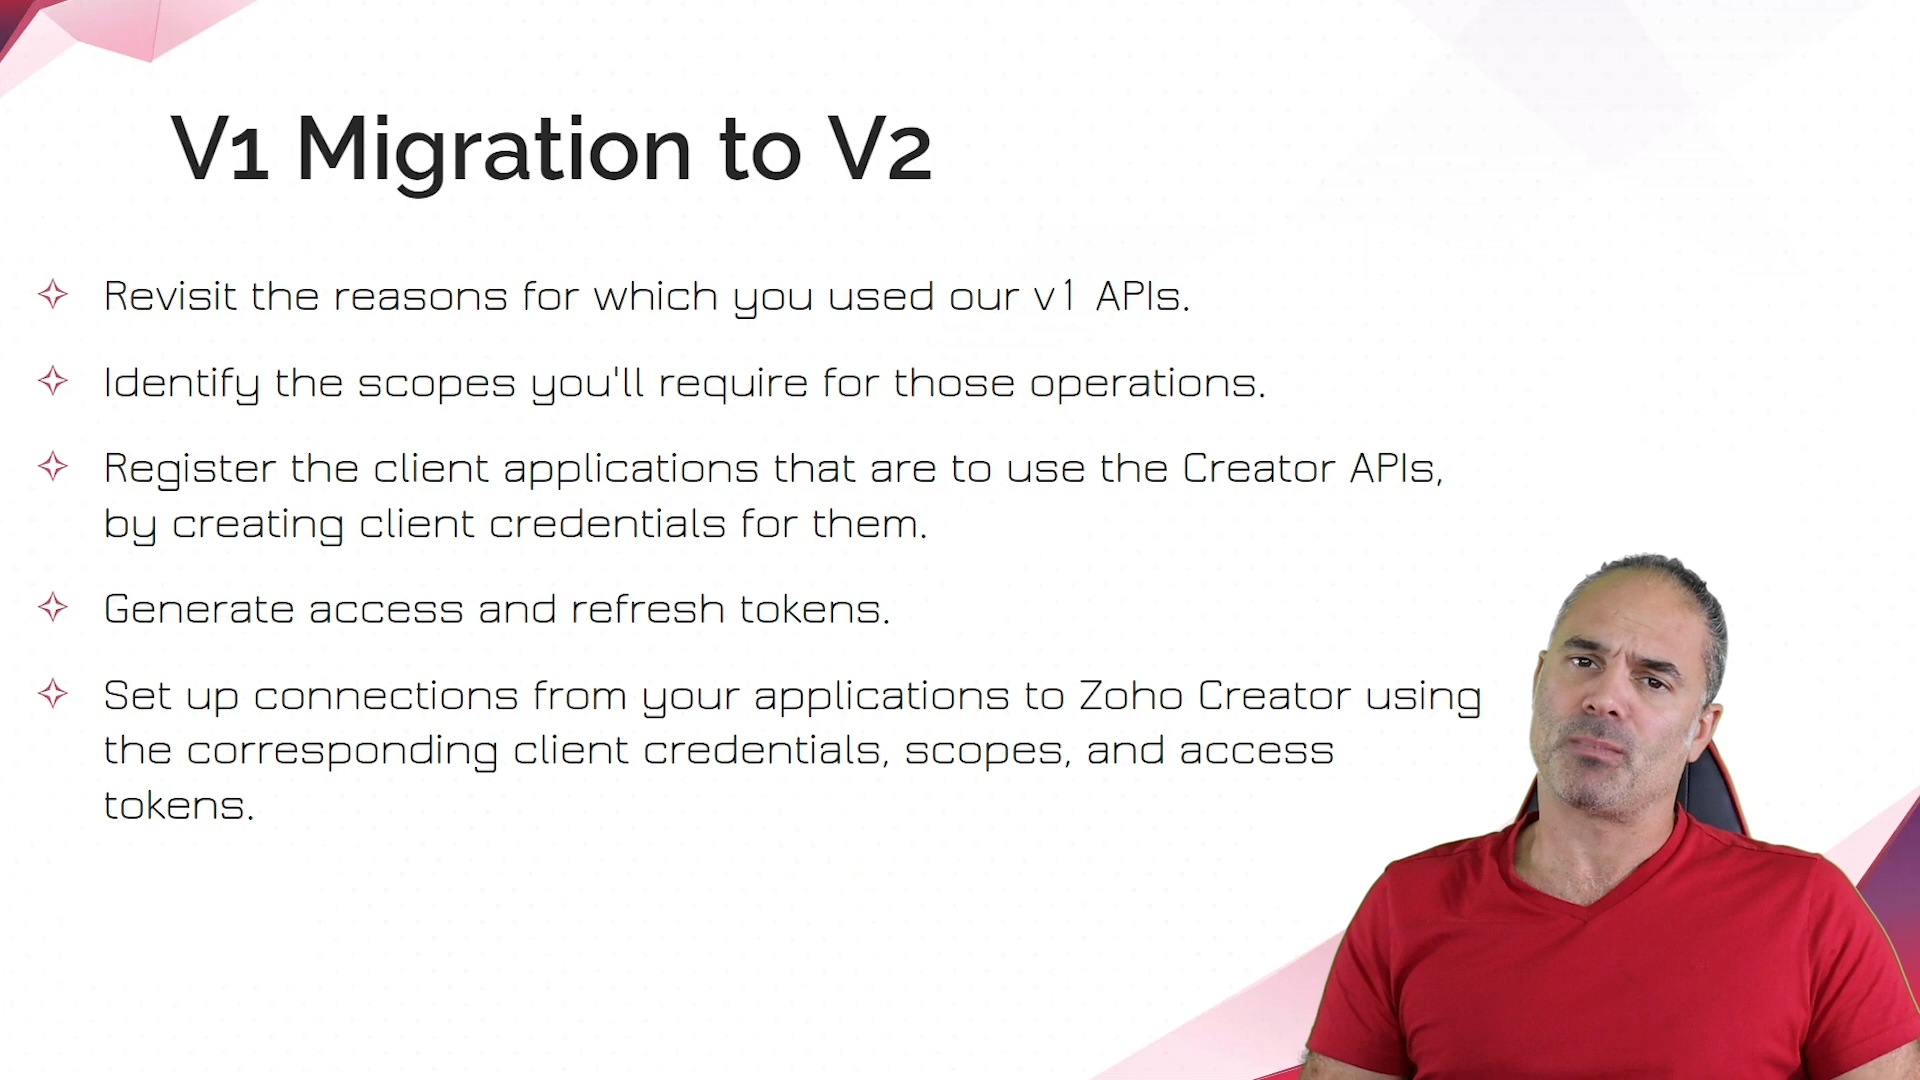 V1 Migration to V2
Revisit the reasons for which you used our v1 APIs.
Identify the scopes you'll require for those operations.
Register the client applications that are to use the Creator APIs,
by creating client credentials for them.
Generate access and refresh tokens.
Set up connections from your applications to Zoho Creator using
the corresponding client credentials, scopes, and access
tokens.